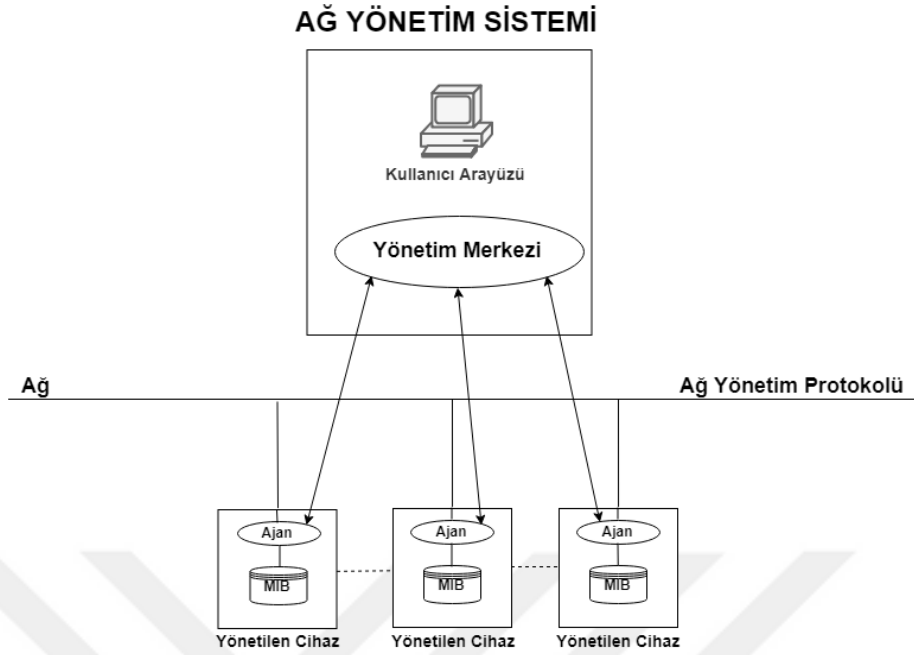 AĞ YÖNETİM SİSTEMİ
Kullanıcı Arayüzü
Yönetim Merkezi
Ağ
Ağ Yönetim Protokolü
Ajan
Ajan
Ajan
MIB
MIB
MIB
Yönetilen Cihaz
Yönetilen Cihaz
Yönetilen Cihaz